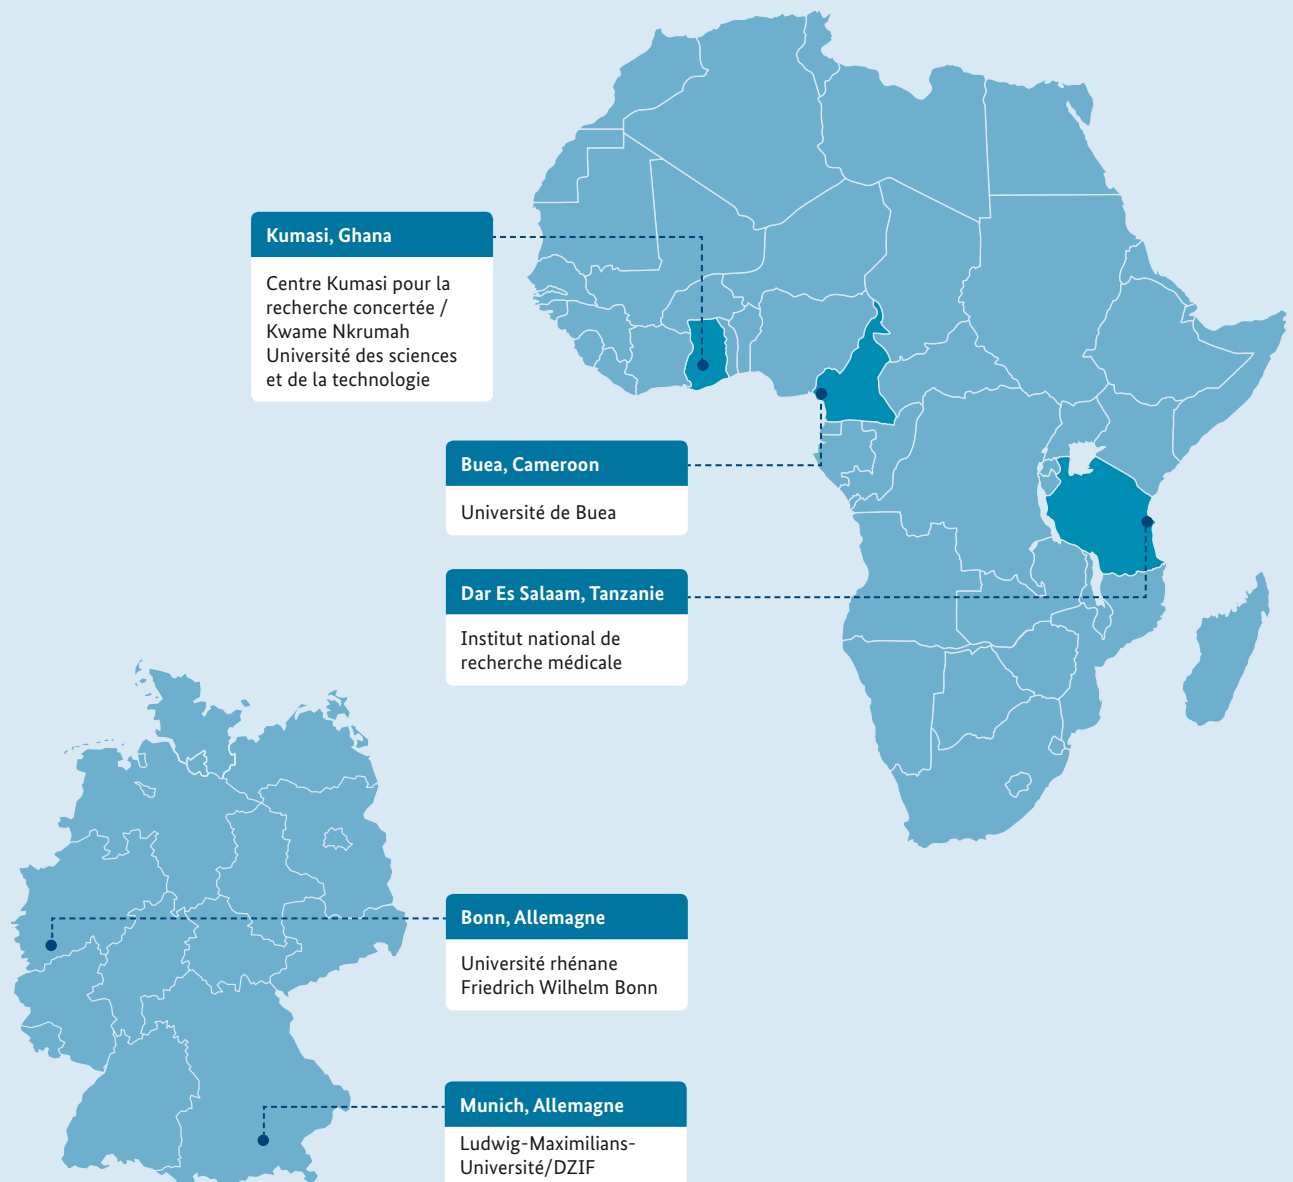 Kumasi, Ghana
Centre Kumasi pour la
recherche concertée /
Kwame Nkrumah
Université des sciences
et de la technologie
Buea, Cameroon
Université de Buea
Dar Es Salaam, Tanzanie
Institut national de
recherche médicale
Bonn, Allemagne
Université rhénane
Friedrich Wilhelm Bonn
Munich, Allemagne
Ludwig-Maximilians-
Université/DZIF